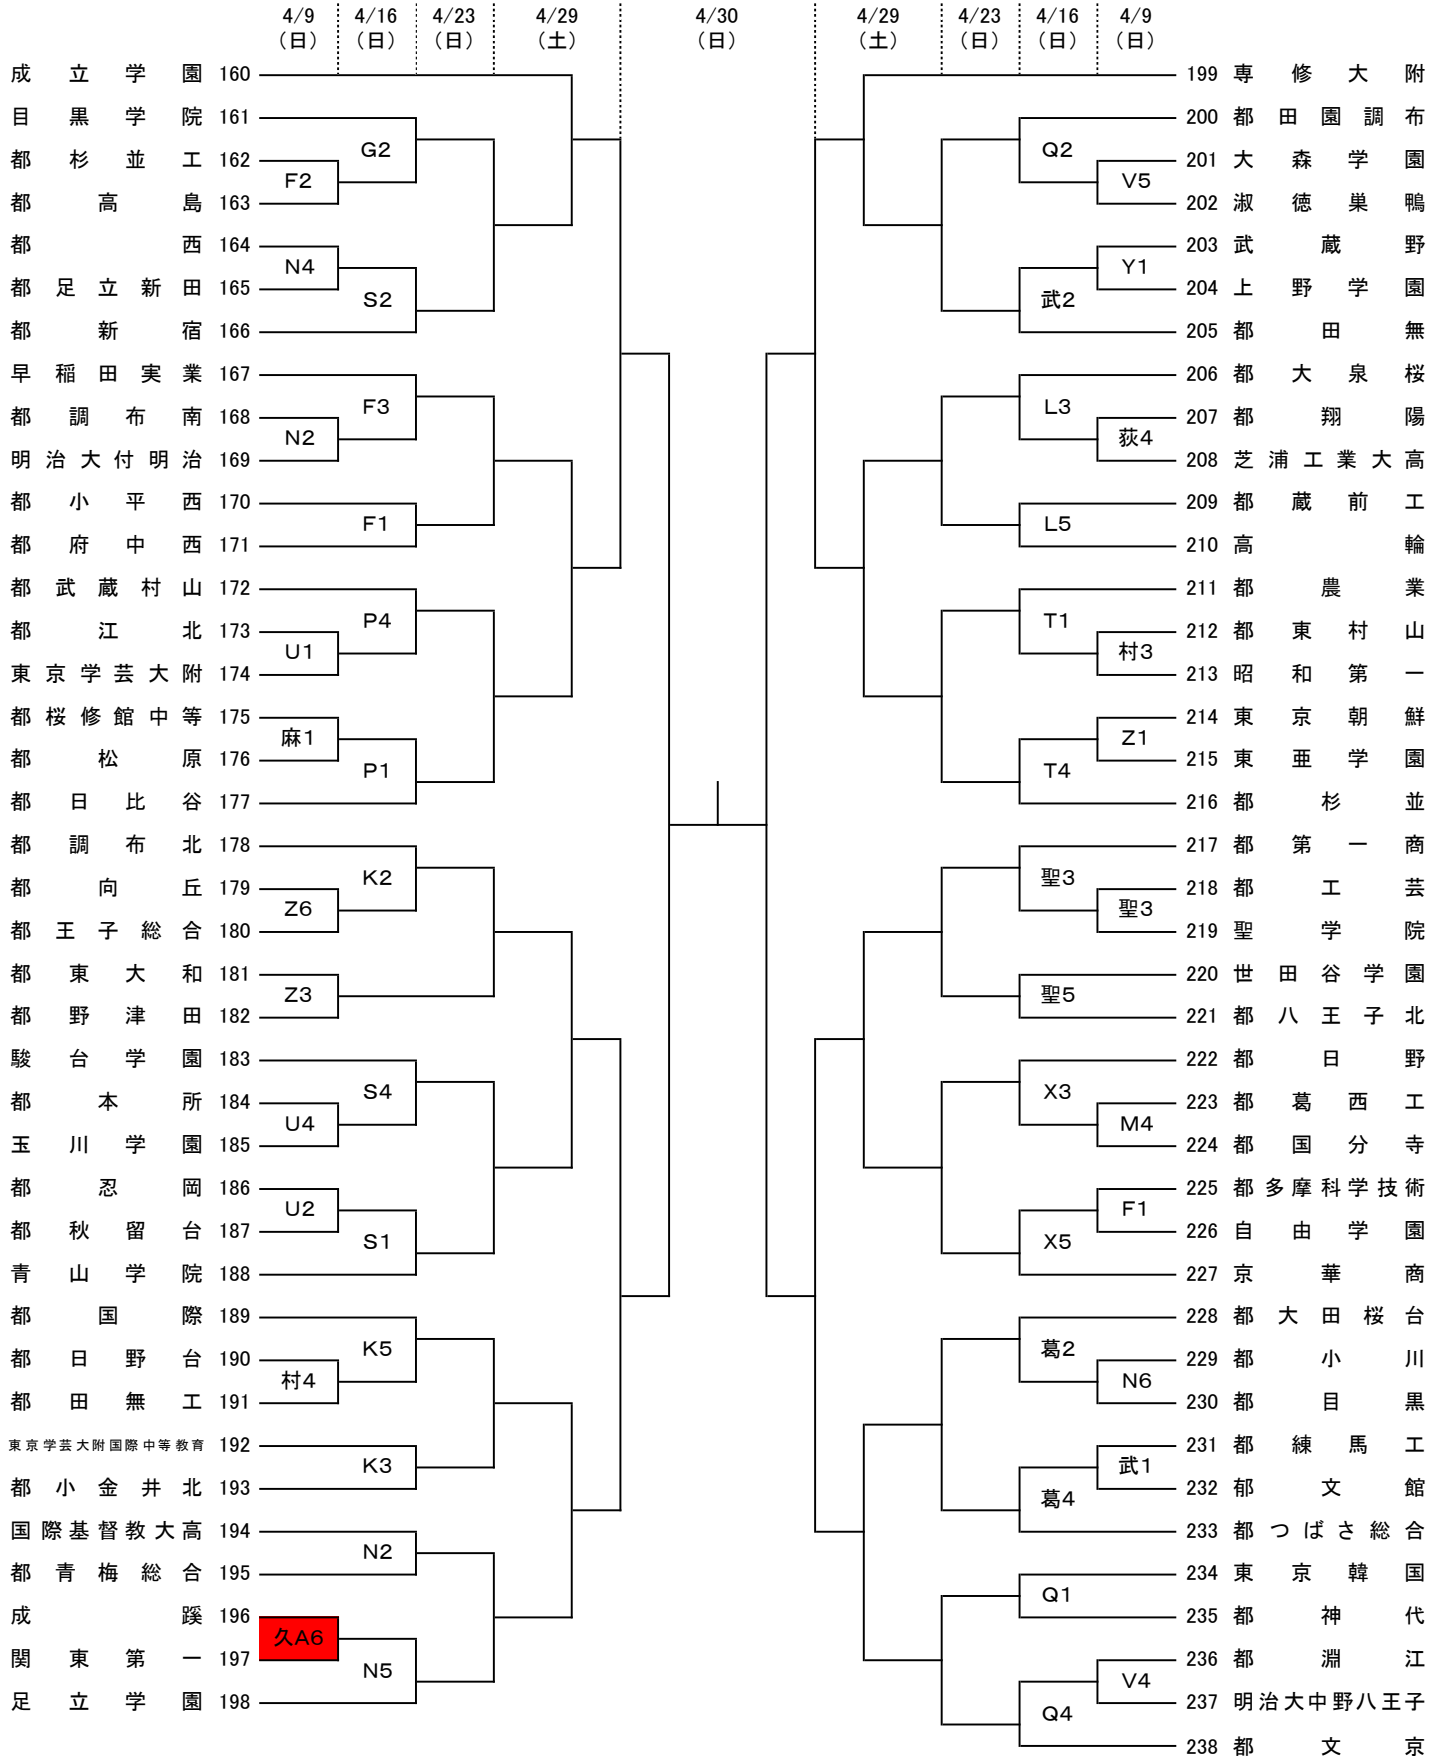 4/9 4/16 4/23 4/29 4/30 4/29 4/23 4/16 4/9
（日） （日） （日） （土） （日） （土） （日） （日） （日）
成立学園 160
目黒学院 161
G2
都杉並工 162
F2
都高島 163
都西 164
N4
都足立新田 165
S2
都新宿 166
早稲田実業 167
F3
都調布南 168
N2
明治大付明治 169
都小平西 170
F1
都府中西 171
都武蔵村山 172
P4
都江北 173
U1
東京学芸大附 174
都桜修館中等 175
麻1
都松原 176
P1
都日比谷 177
都調布北 178
K2
都向丘 179
Z6
都王子総合 180
都東大和 181
Z3
都野津田 182
駿台学園 183
S4
都本所 184
U4
玉川学園 185
都忍岡 186
U2
都秋留台 187
S1
青山学院 188
都国際 189
K5
都日野台 190
村4
都田無工 191
東京学芸大附国際中等教育 192
K3
都小金井北 193
国際基督教大高 194
N2
都青梅総合 195
成蹊 196
久A6
関東第一 197
N5
足立学園 198
199 専修大附
200 都田園調布
Q2
201 大森学園
V5
202 淑徳巣鴨
203 武蔵野
Y1
204 上野学園
武2
205 都田無
206 都大泉桜
L3
207 都翔陽
荻4
208 芝浦工業大高
209 都蔵前工
L5
210 高輪
211 都農業
T1
212 都東村山
村3
213 昭和第一
214 東京朝鮮
Z1
215 東亜学園
T4
216 都杉並
217 都第一商
聖3
218 都工芸
聖3
219 聖学院
220 世田谷学園
聖5
221 都八王子北
222 都日野
X3
223 都葛西工
M4
224 都国分寺
225 都多摩科学技術
F1
226 自由学園
X5
227 京華商
228 都大田桜台
葛2
229 都小川
N6
230 都目黒
231 都練馬工
武1
232 郁文館
葛4
233 都つばさ総合
234 東京韓国
Q1
235 都神代
236 都淵江
V4
237 明治大中野八王子
Q4
238 都文京